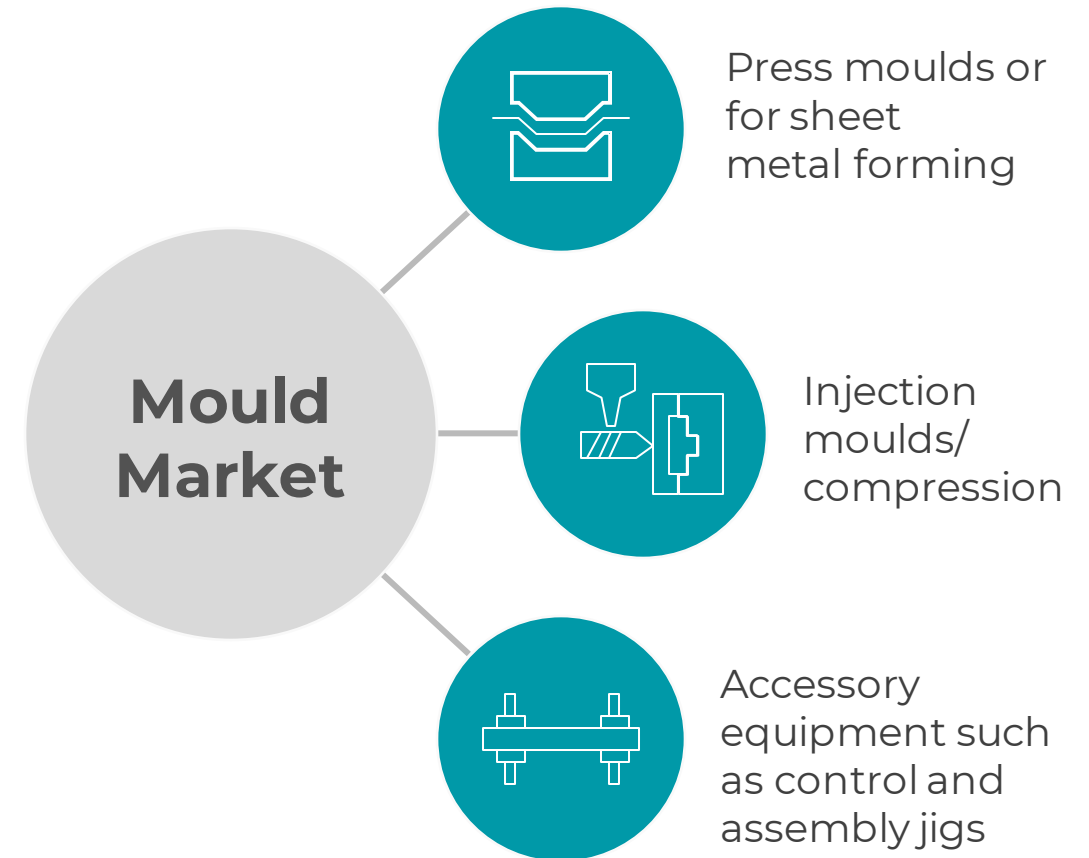 Press moulds or
for sheet
metal forming
Mould
Market
Injection
moulds/
compression
Accessory
equipment such
as control and
assembly jigs